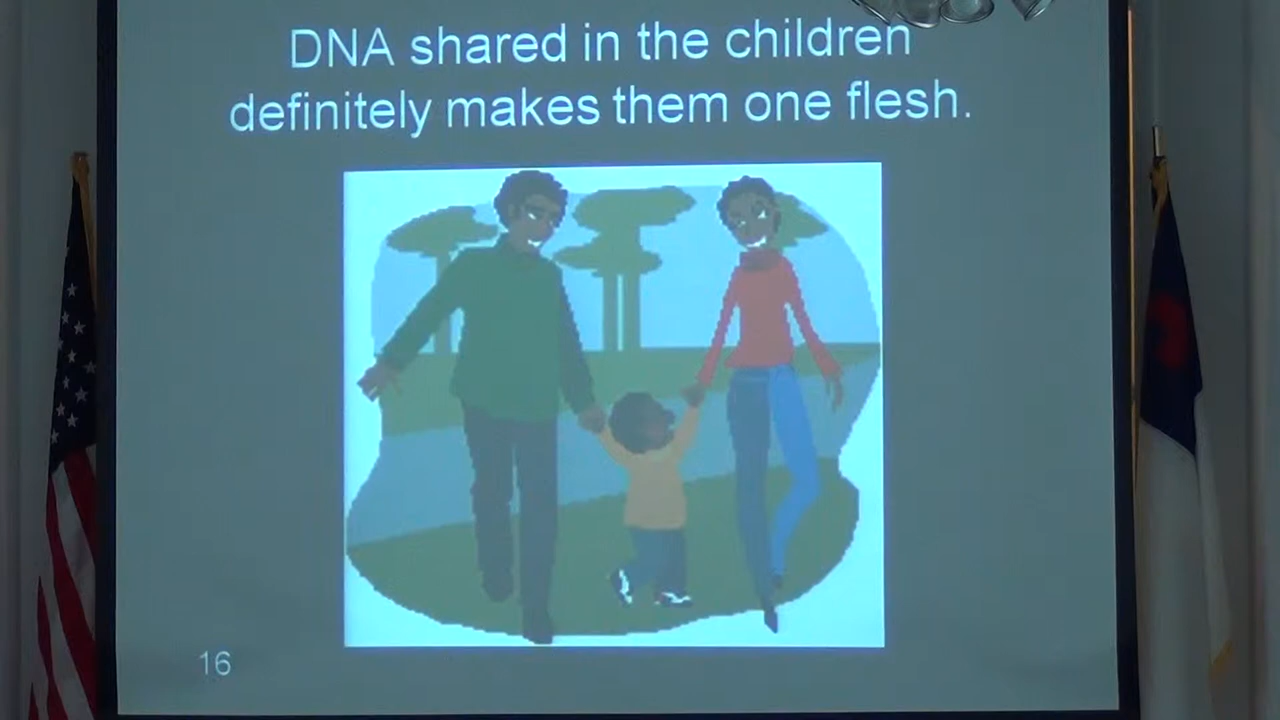 DNA shared in the children
definitely makes them one flesh.
16